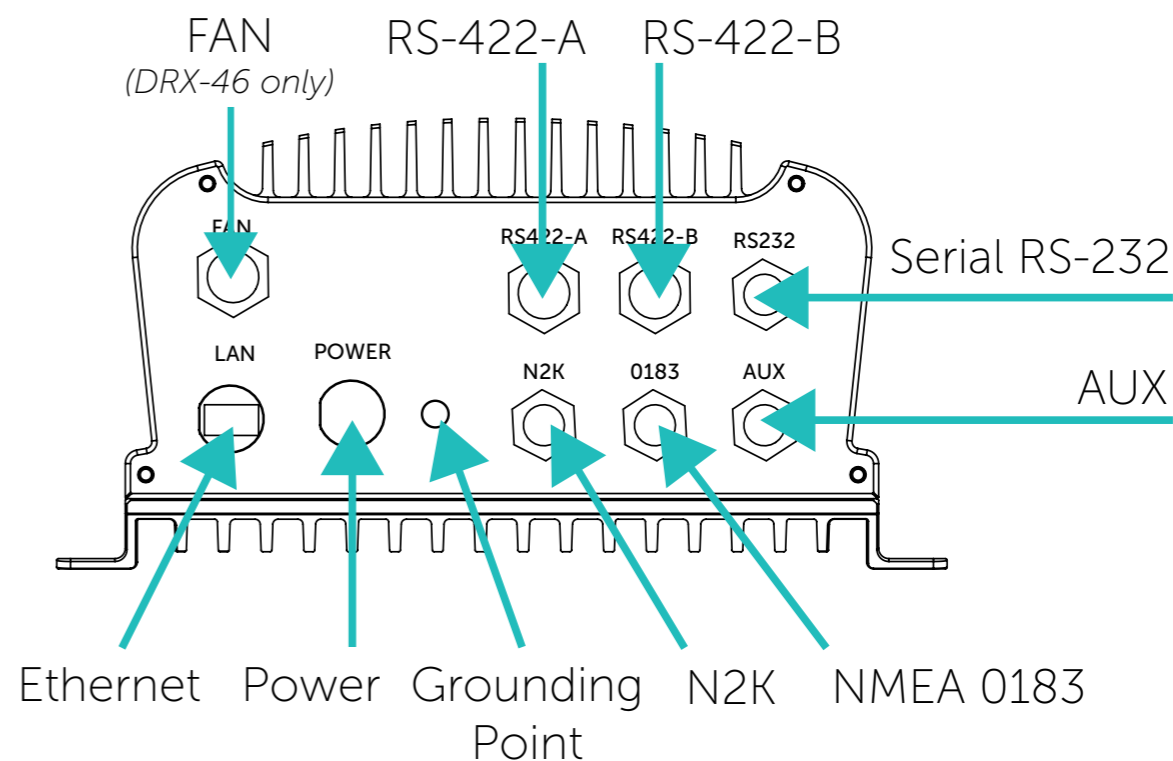 FAN
(DRX-46 only)
RS-422-A
RS-422-B
FAN
RS422-A
RS422-B
RS232
Serial RS-232
LAN
POWER
N2K
0183
AUX
AUX
Ethernet
Power
Grounding
Point
N2K
NMEA 0183